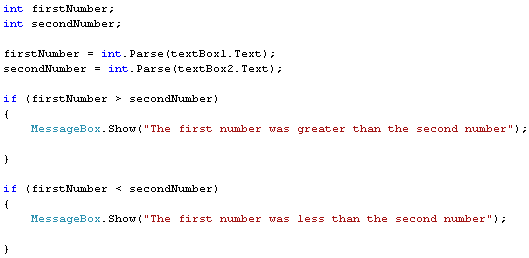 int firstNumber;
int secondNumber;
firstNumber = int.Parse(textBox1.Text);
secondNumber = int.Parse(textBox2.Text);
if (firstNumber > secondNumber)
{
MessageBox.Show("The first number was greater than the second number");
}
if (firstNumber < secondNumber)
{
MessageBox.Show("The first number was less than the second number");
}